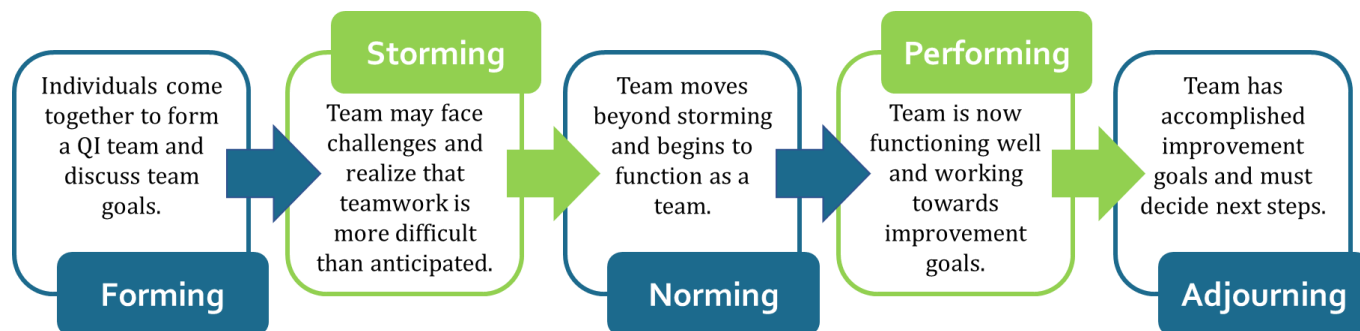 Individuals come
together to form
a QI team and
discuss team
goals.
Forming
Storming
Team may face
challenges and
realize that
teamwork is
more difficult
than anticipated.
Team moves
beyond storming
and begins to
function as a
team.
Norming
Performing
Team is now
functioning well
and working
towards
improvement
goals.
Team has
accomplished
improvement
goals and must
decide next steps.
Adjourning